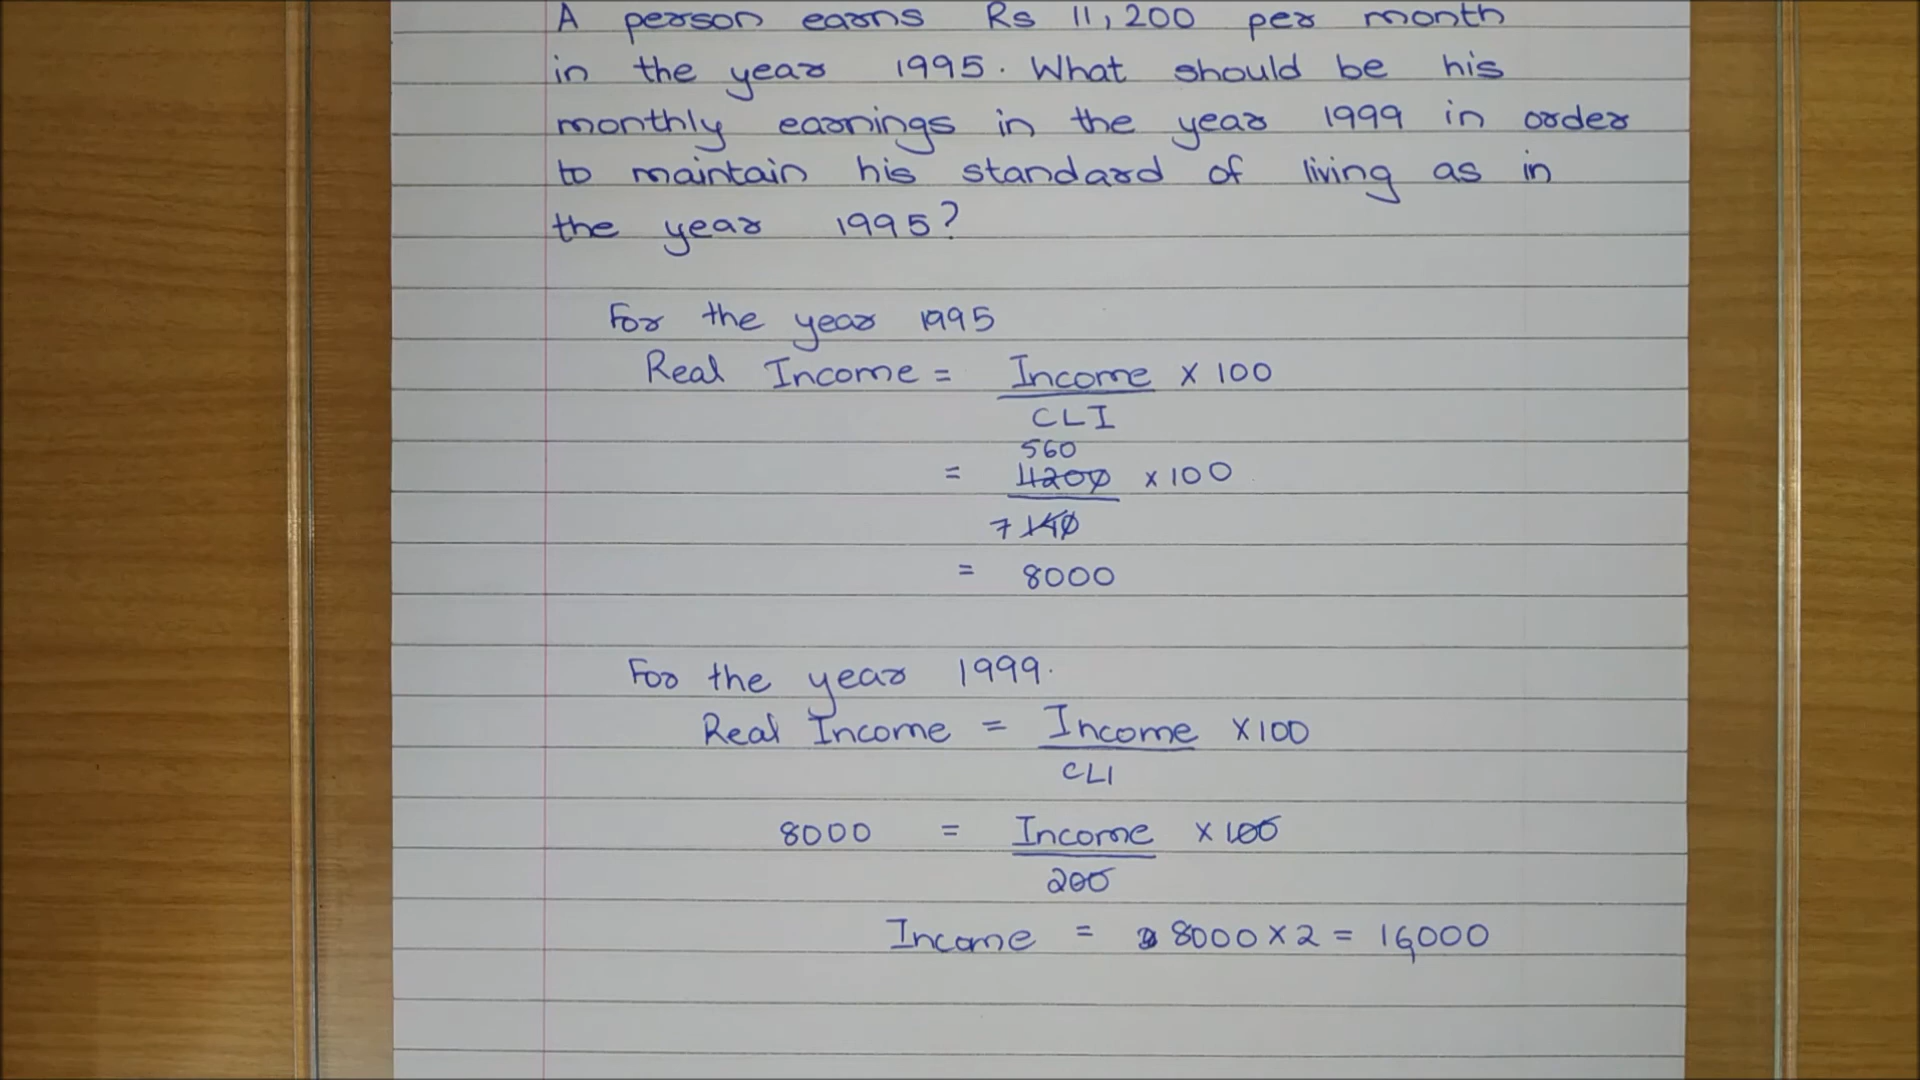 A person earns Rs 11,200 per month
in the year 1995. What should be his
monthly earnings in the year 1999 in order
to maintain his standard of living as in
the year 1995?
For the year 1995
Real Income = Income × 100
CLI
560
= 11200 × 100
7 140
= 8000
For the year 1999.
Real Income = Income ×100
CLI
8000 = Income ×100
200
Income = 8000 × 2 = 16,000